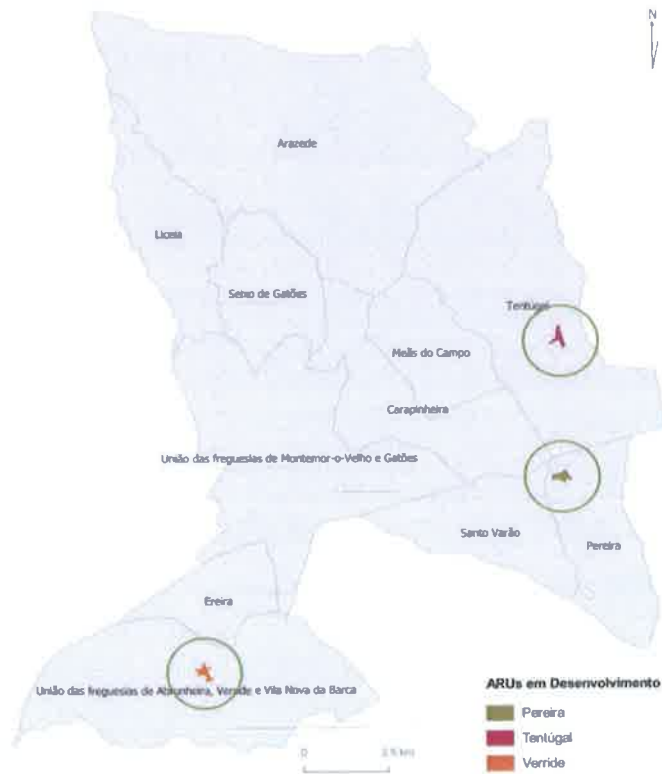 N
Arazede
Liceia
Seixo de Gatões
Tentúgal
Meãs do Campo
Carapinheira
União das freguesias de Montemor-o-Velho e Gatões
Santo Varão
Pereira
Ereira
União das freguesias de Abrunheira, Verride e Vila Nova da Barca
ARUs em Desenvolvimento
Pereira
Tentúgal
Verride
0 2.5 km